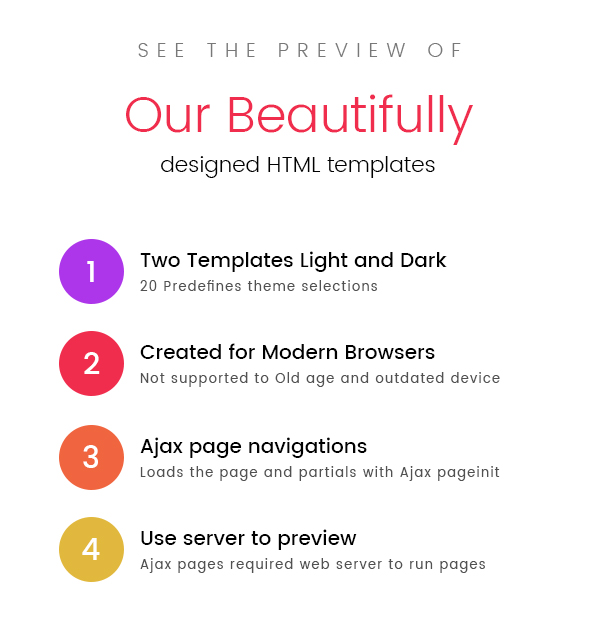 SEE THE PREVIEW OF
Our Beautifully
designed HTML templates
1
Two Templates Light and Dark
20 Predefined theme selections
2
Created for Modern Browsers
Not supported to Old age and outdated device
3
Ajax page navigations
Loads the page and partials with Ajax pageinit
4
Use server to preview
Ajax pages required web server to run pages